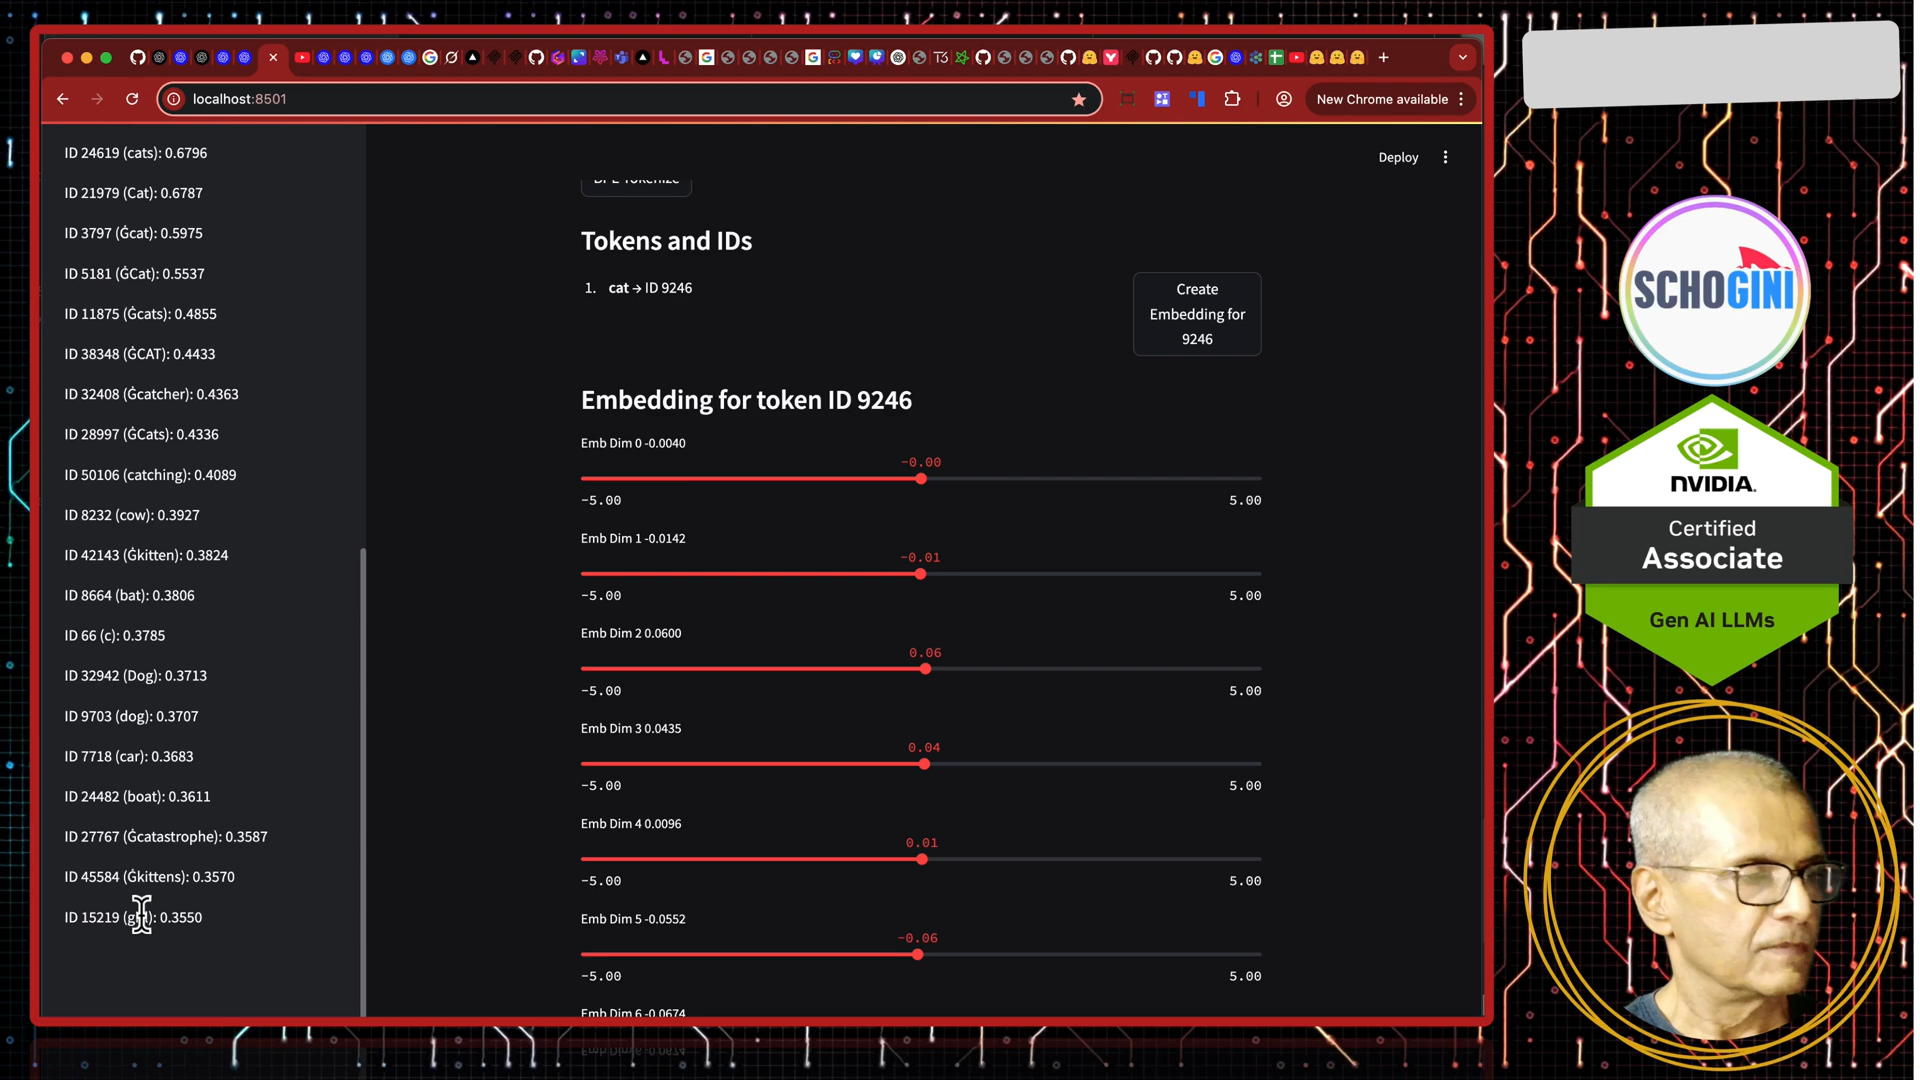 localhost:8501
New Chrome available
ID 24619 (cats): 0.6796
ID 21979 (Cat): 0.6787
ID 3797 (Ġcat): 0.5975
ID 5181 (ĠCat): 0.5537
ID 11875 (Ġcats): 0.4855
ID 38348 (ĠCAT): 0.4433
ID 32408 (Ġcatcher): 0.4363
ID 28997 (ĠCats): 0.4336
ID 50106 (catching): 0.4089
ID 8232 (cow): 0.3927
ID 42143 (Ġkitten): 0.3824
ID 8664 (bat): 0.3806
ID 66 (c): 0.3785
ID 32942 (Dog): 0.3713
ID 9703 (dog): 0.3707
ID 7718 (car): 0.3683
ID 24482 (boat): 0.3611
ID 27767 (Ġcatastrophe): 0.3587
ID 45584 (Ġkittens): 0.3570
ID 15219 : 0.3550
Deploy
BPE Tokenize
Tokens and IDs
1. cat → ID 9246
Create
Embedding for
9246
Embedding for token ID 9246
Emb Dim 0 -0.0040
-0.00
-5.00 5.00
Emb Dim 1 -0.0142
-0.01
-5.00 5.00
Emb Dim 2 0.0600
0.06
-5.00 5.00
Emb Dim 3 0.0435
0.04
-5.00 5.00
Emb Dim 4 0.0096
0.01
-5.00 5.00
Emb Dim 5 -0.0552
-0.06
-5.00 5.00
Emb Dim 6 -0.0674
SCHOGINI
NVIDIA.
Certified
Associate
Gen AI LLMs